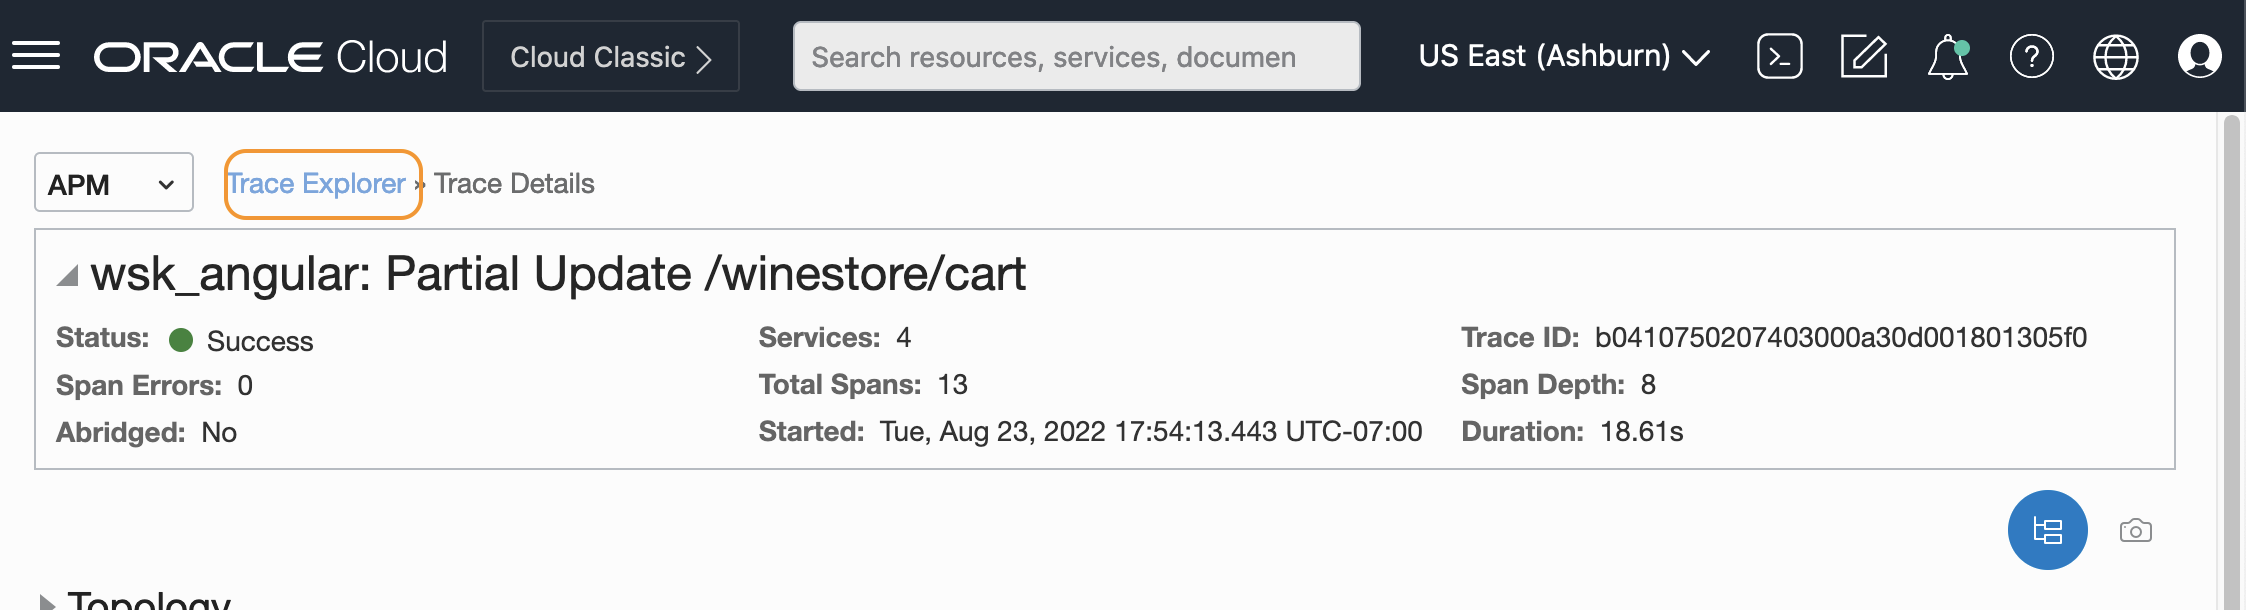 ORACLE Cloud
Cloud Classic
Search resources, services, documen
US East (Ashburn)
APM
Trace Explorer » Trace Details
wsk_angular: Partial Update /winestore/cart
Status: Success
Services: 4
Trace ID: b0410750207403000a30d001801305f0
Span Errors: 0
Total Spans: 13
Span Depth: 8
Abridged: No
Started: Tue, Aug 23, 2022 17:54:13.443 UTC-07:00
Duration: 18.61s
Topology